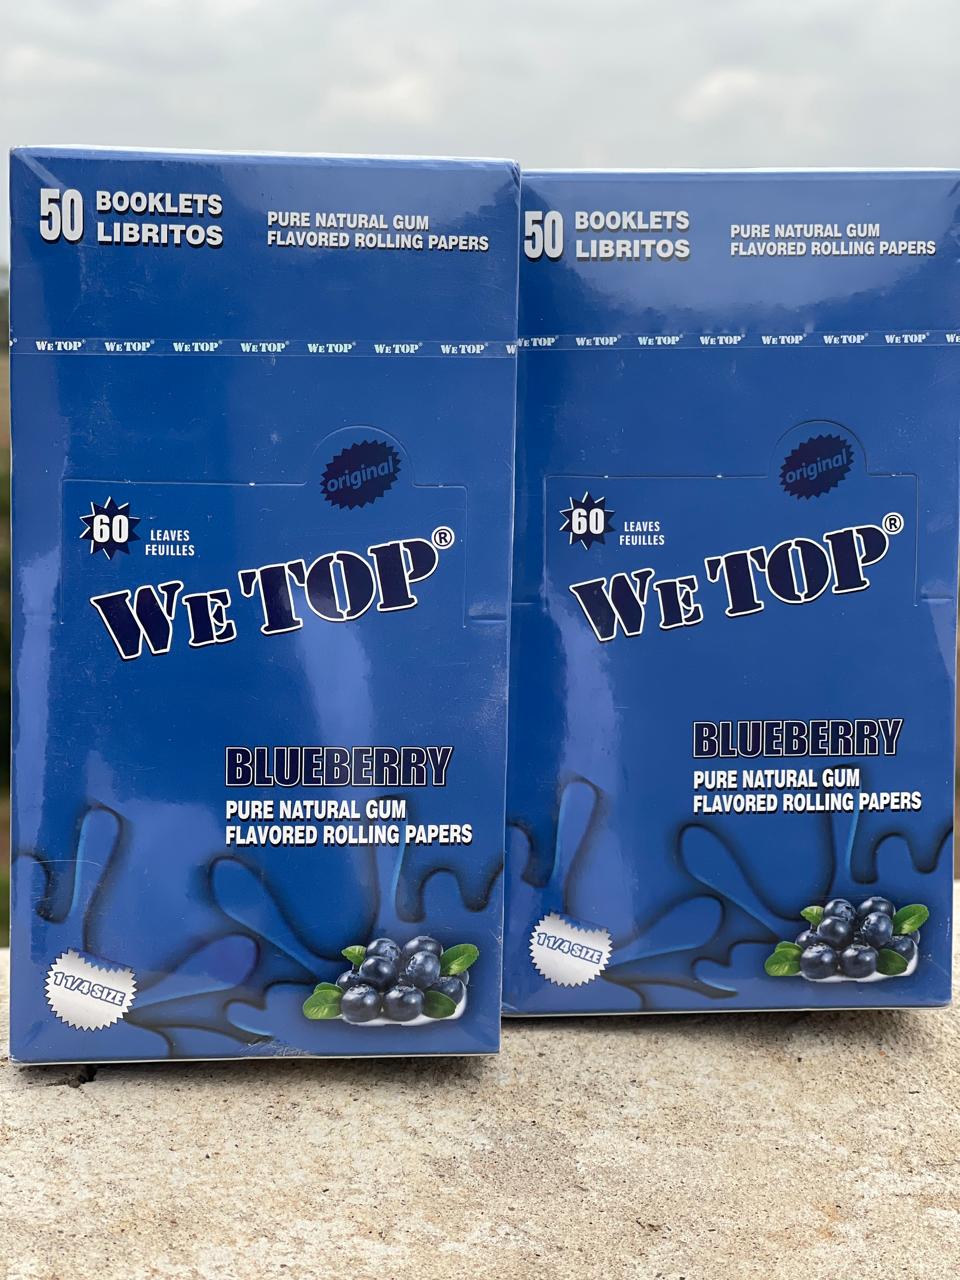 50 BOOKLETS
LIBRITOS
PURE NATURAL GUM
FLAVORED ROLLING PAPERS
WE TOP® WE TOP® WE TOP® WE TOP® WE TOP® WE TOP® WE TOP®
original
60 LEAVES
FEUILLES
WE TOP®
BLUEBERRY
PURE NATURAL GUM
FLAVORED ROLLING PAPERS
1 1/4 SIZE
50 BOOKLETS
LIBRITOS
PURE NATURAL GUM
FLAVORED ROLLING PAPERS
WE TOP® WE TOP® WE TOP® WE TOP® WE TOP® WE TOP® WE TOP®
original
60 LEAVES
FEUILLES
WE TOP®
BLUEBERRY
PURE NATURAL GUM
FLAVORED ROLLING PAPERS
1 1/4 SIZE